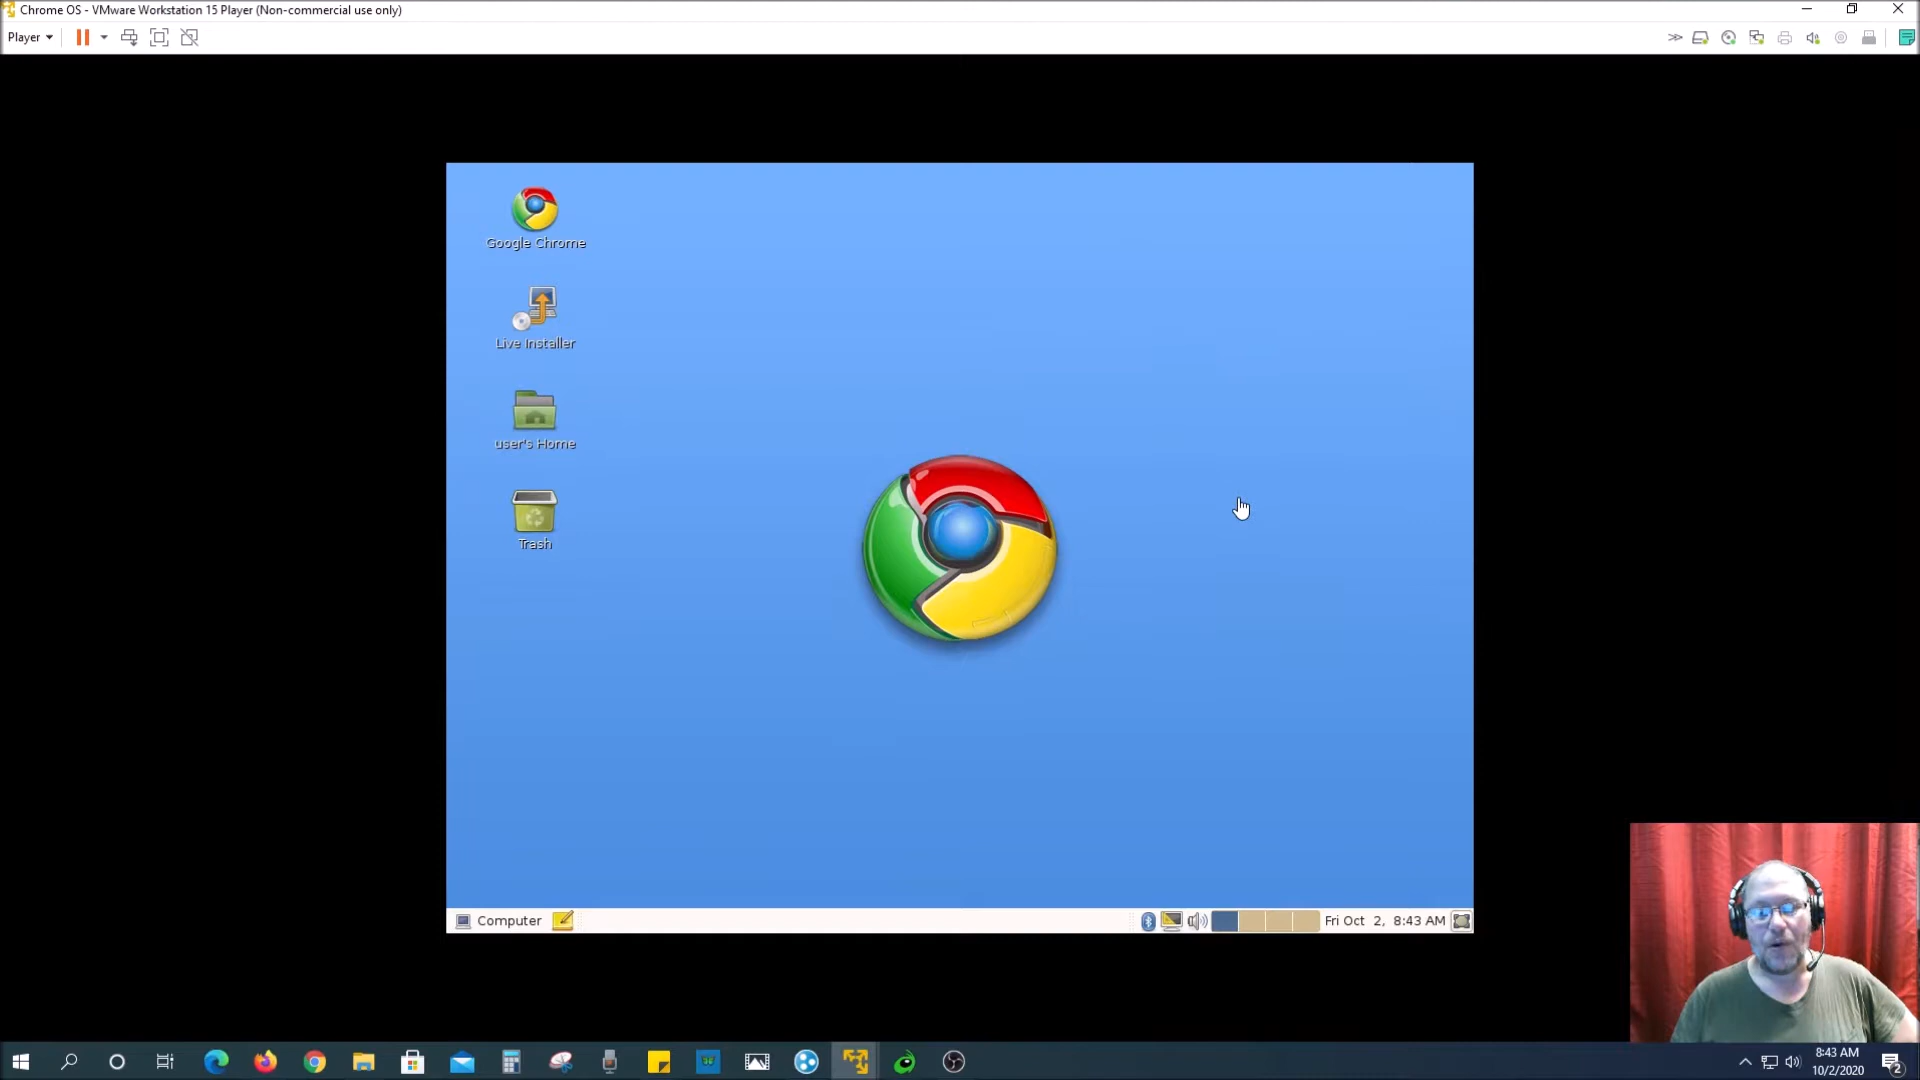 Chrome OS - VMware Workstation 15 Player (Non-commercial use only)
Player
Google Chrome
Live Installer
user's Home
Trash
Computer
Fri Oct 2, 8:43 AM
8:43 AM
10/2/2020
2